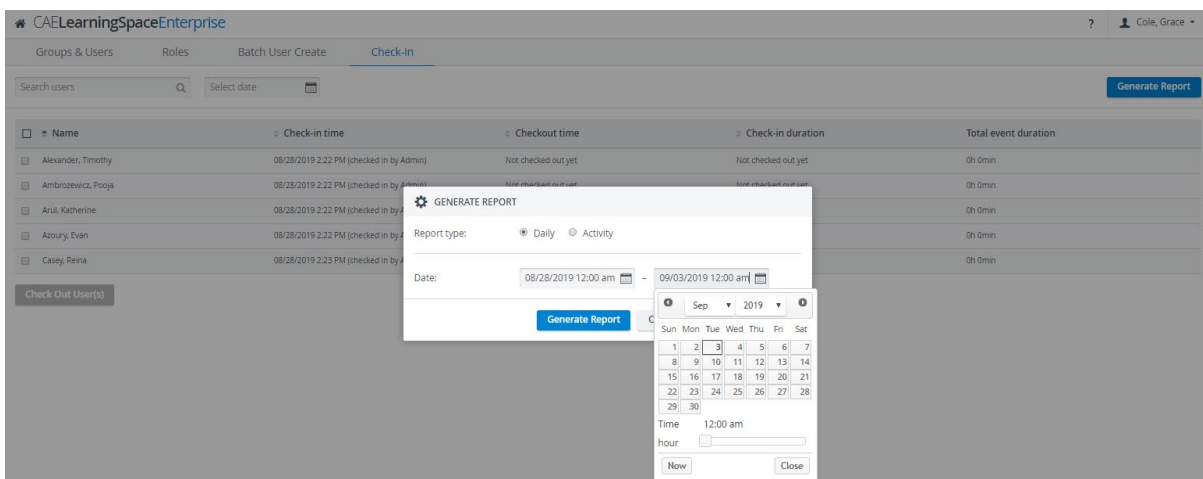 CAELearningSpaceEnterprise ? Cole, Grace
Groups & Users Roles Batch User Create Check-In
Search users Select date Generate Report
Name Check-in time Checkout time Check-in duration Total event duration
Alexander, Timothy 08/28/2019 2:22 PM (checked in by Admin) Not checked out yet Not checked out yet 0h 0min
Ambrozewicz, Pooja 08/28/2019 2:22 PM (checked in by Admin) Not checked out yet Not checked out yet 0h 0min
Arul, Katherine 08/28/2019 2:22 PM (checked in by 0h 0min
Azoury, Evan 08/28/2019 2:22 PM (checked in by 0h 0min
Casey, Reina 08/28/2019 2:23 PM (checked in by 0h 0min
Check Out User(s)
GENERATE REPORT
Report type: Daily Activity
Date: 08/28/2019 12:00 am – 09/03/2019 12:00 am
Generate Report C
Sep 2019
Sun Mon Tue Wed Thu Fri Sat
1 2 3 4 5 6 7
8 9 10 11 12 13 14
15 16 17 18 19 20 21
22 23 24 25 26 27 28
29 30
Time 12:00 am
hour
Now Close